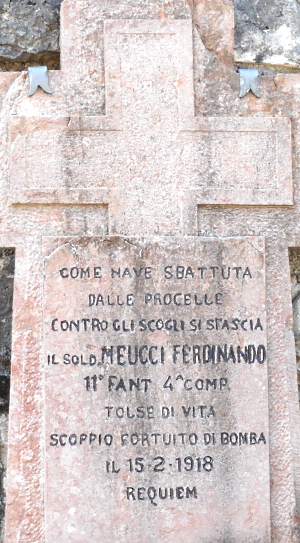 COME NAVE SBATTUTA
DALLE PROCELLE
CONTRO GLI SCOGLI SI SFASCIA
IL SOLD. MEUCCI FERDINANDO
11° FANT 4^ COMP.
TOLSE DI VITA
SCOPPIO FORTUITO DI BOMBA
IL 15-2-1918
REQUIEM